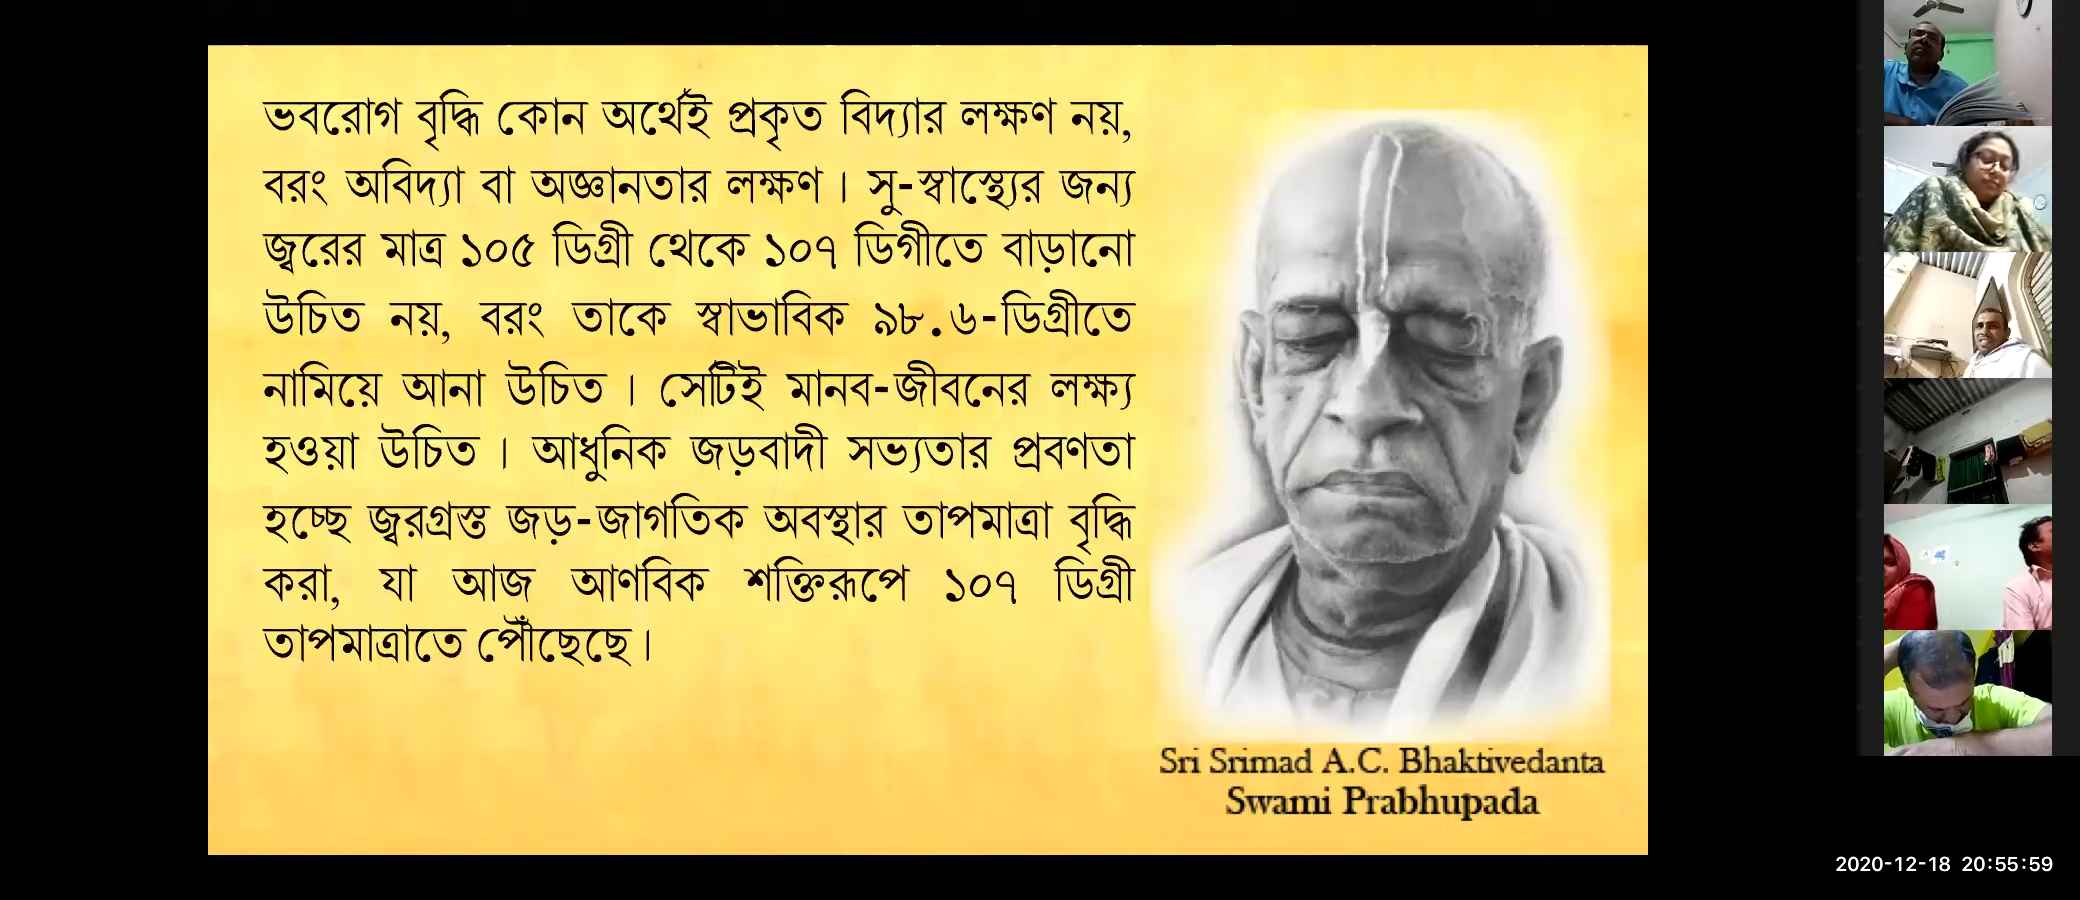 ভবরোগ বৃদ্ধি কোন অর্থেই প্রকৃত বিদ্যার লক্ষণ নয়,
বরং অবিদ্যা বা অজ্ঞানতার লক্ষণ। সু-স্বাস্থ্যের জন্য
জ্বরের মাত্র ১০৫ ডিগ্রী থেকে ১০৭ ডিগীতে বাড়ানো
উচিত নয়, বরং তাকে স্বাভাবিক ৯৮.৬-ডিগ্রীতে
নামিয়ে আনা উচিত। সেটিই মানব-জীবনের লক্ষ্য
হওয়া উচিত। আধুনিক জড়বাদী সভ্যতার প্রবণতা
হচ্ছে জ্বরগ্রস্ত জড়-জাগতিক অবস্থার তাপমাত্রা বৃদ্ধি
করা, যা আজ আণবিক শক্তিরূপে ১০৭ ডিগ্রী
তাপমাত্রাতে পৌঁছেছে।
Sri Srimad A.C. Bhaktivedanta
Swami Prabhupada
2020-12-18 20:55:59